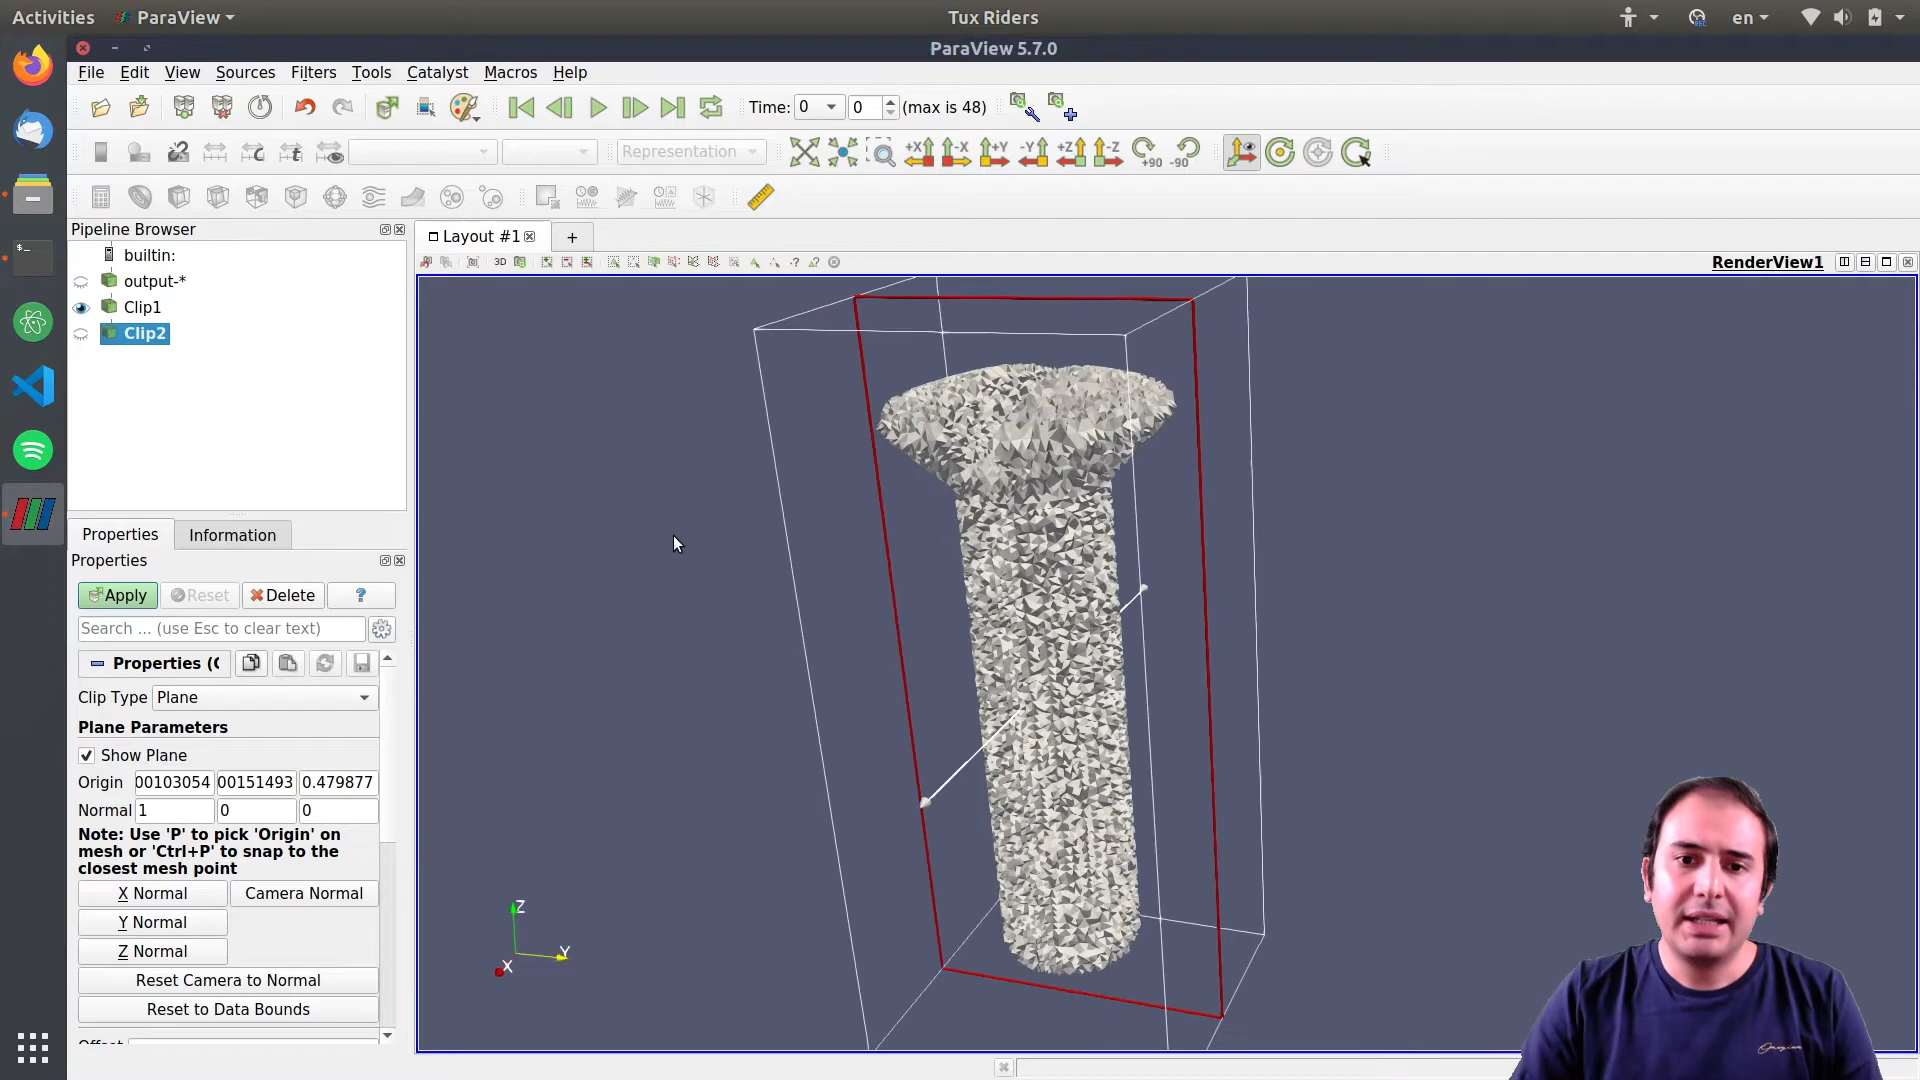 Activities
ParaView
Tux Riders
en
ParaView 5.7.0
File Edit View Sources Filters Tools Catalyst Macros Help
Time: 0 0 (max is 48)
Representation
+X -X +Y -Y +Z -Z +90 -90
Pipeline Browser
Layout #1 +
builtin:
3D
RenderView1
output-*
Clip1
Clip2
Properties Information
Properties
Apply Reset Delete ?
Search ... (use Esc to clear text)
Properties (C
Clip Type Plane
Plane Parameters
Show Plane
Origin 00103054 00151493 0.479877
Normal 1 0 0
Note: Use 'P' to pick 'Origin' on
mesh or 'Ctrl+P' to snap to the
closest mesh point
X Normal Camera Normal
Y Normal
Z Normal
Reset Camera to Normal
Reset to Data Bounds
Z
Y
X